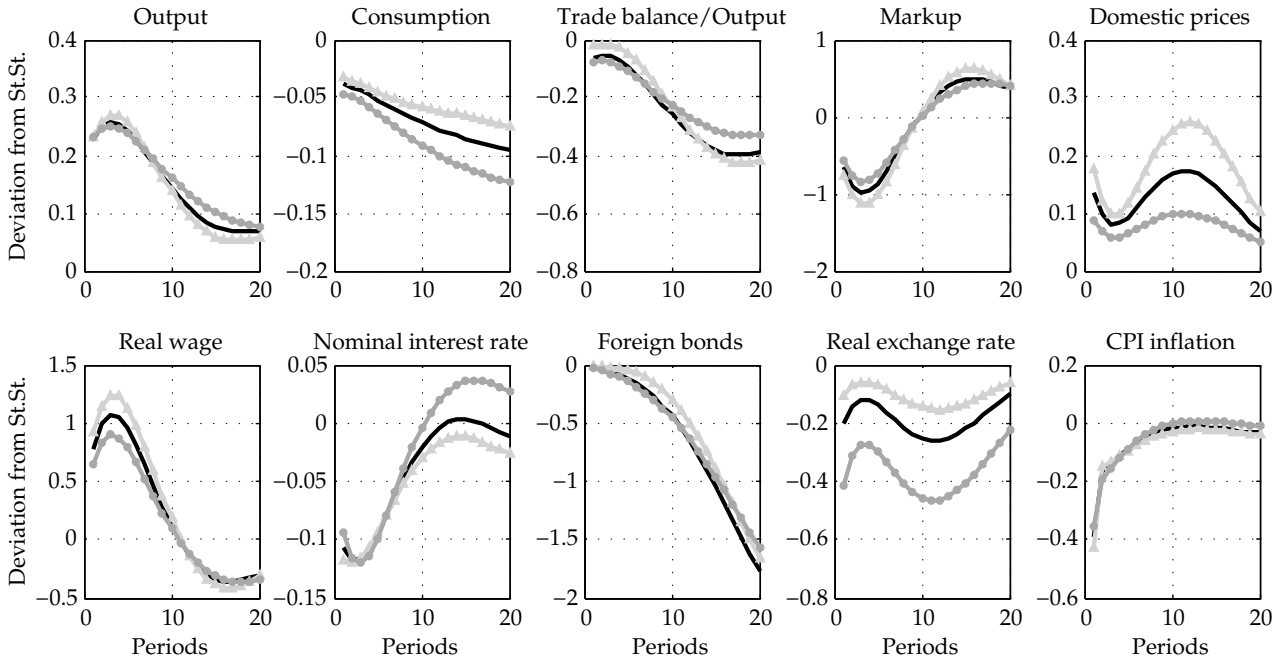 Output Consumption Trade balance/Output Markup Domestic prices
Deviation from St.St.
0.4
0.3
0.2
0.1
0
0 10 20
0
−0.05
−0.1
−0.15
−0.2
0 10 20
0
−0.2
−0.4
−0.6
−0.8
0 10 20
1
0
−1
−2
0 10 20
0.4
0.3
0.2
0.1
0
0 10 20
Real wage Nominal interest rate Foreign bonds Real exchange rate CPI inflation
Deviation from St.St.
1.5
1
0.5
0
−0.5
0 10 20
Periods
0.05
0
−0.05
−0.1
−0.15
0 10 20
Periods
0
−0.5
−1
−1.5
−2
0 10 20
Periods
0
−0.2
−0.4
−0.6
−0.8
0 10 20
Periods
0.2
0
−0.2
−0.4
−0.6
0 10 20
Periods